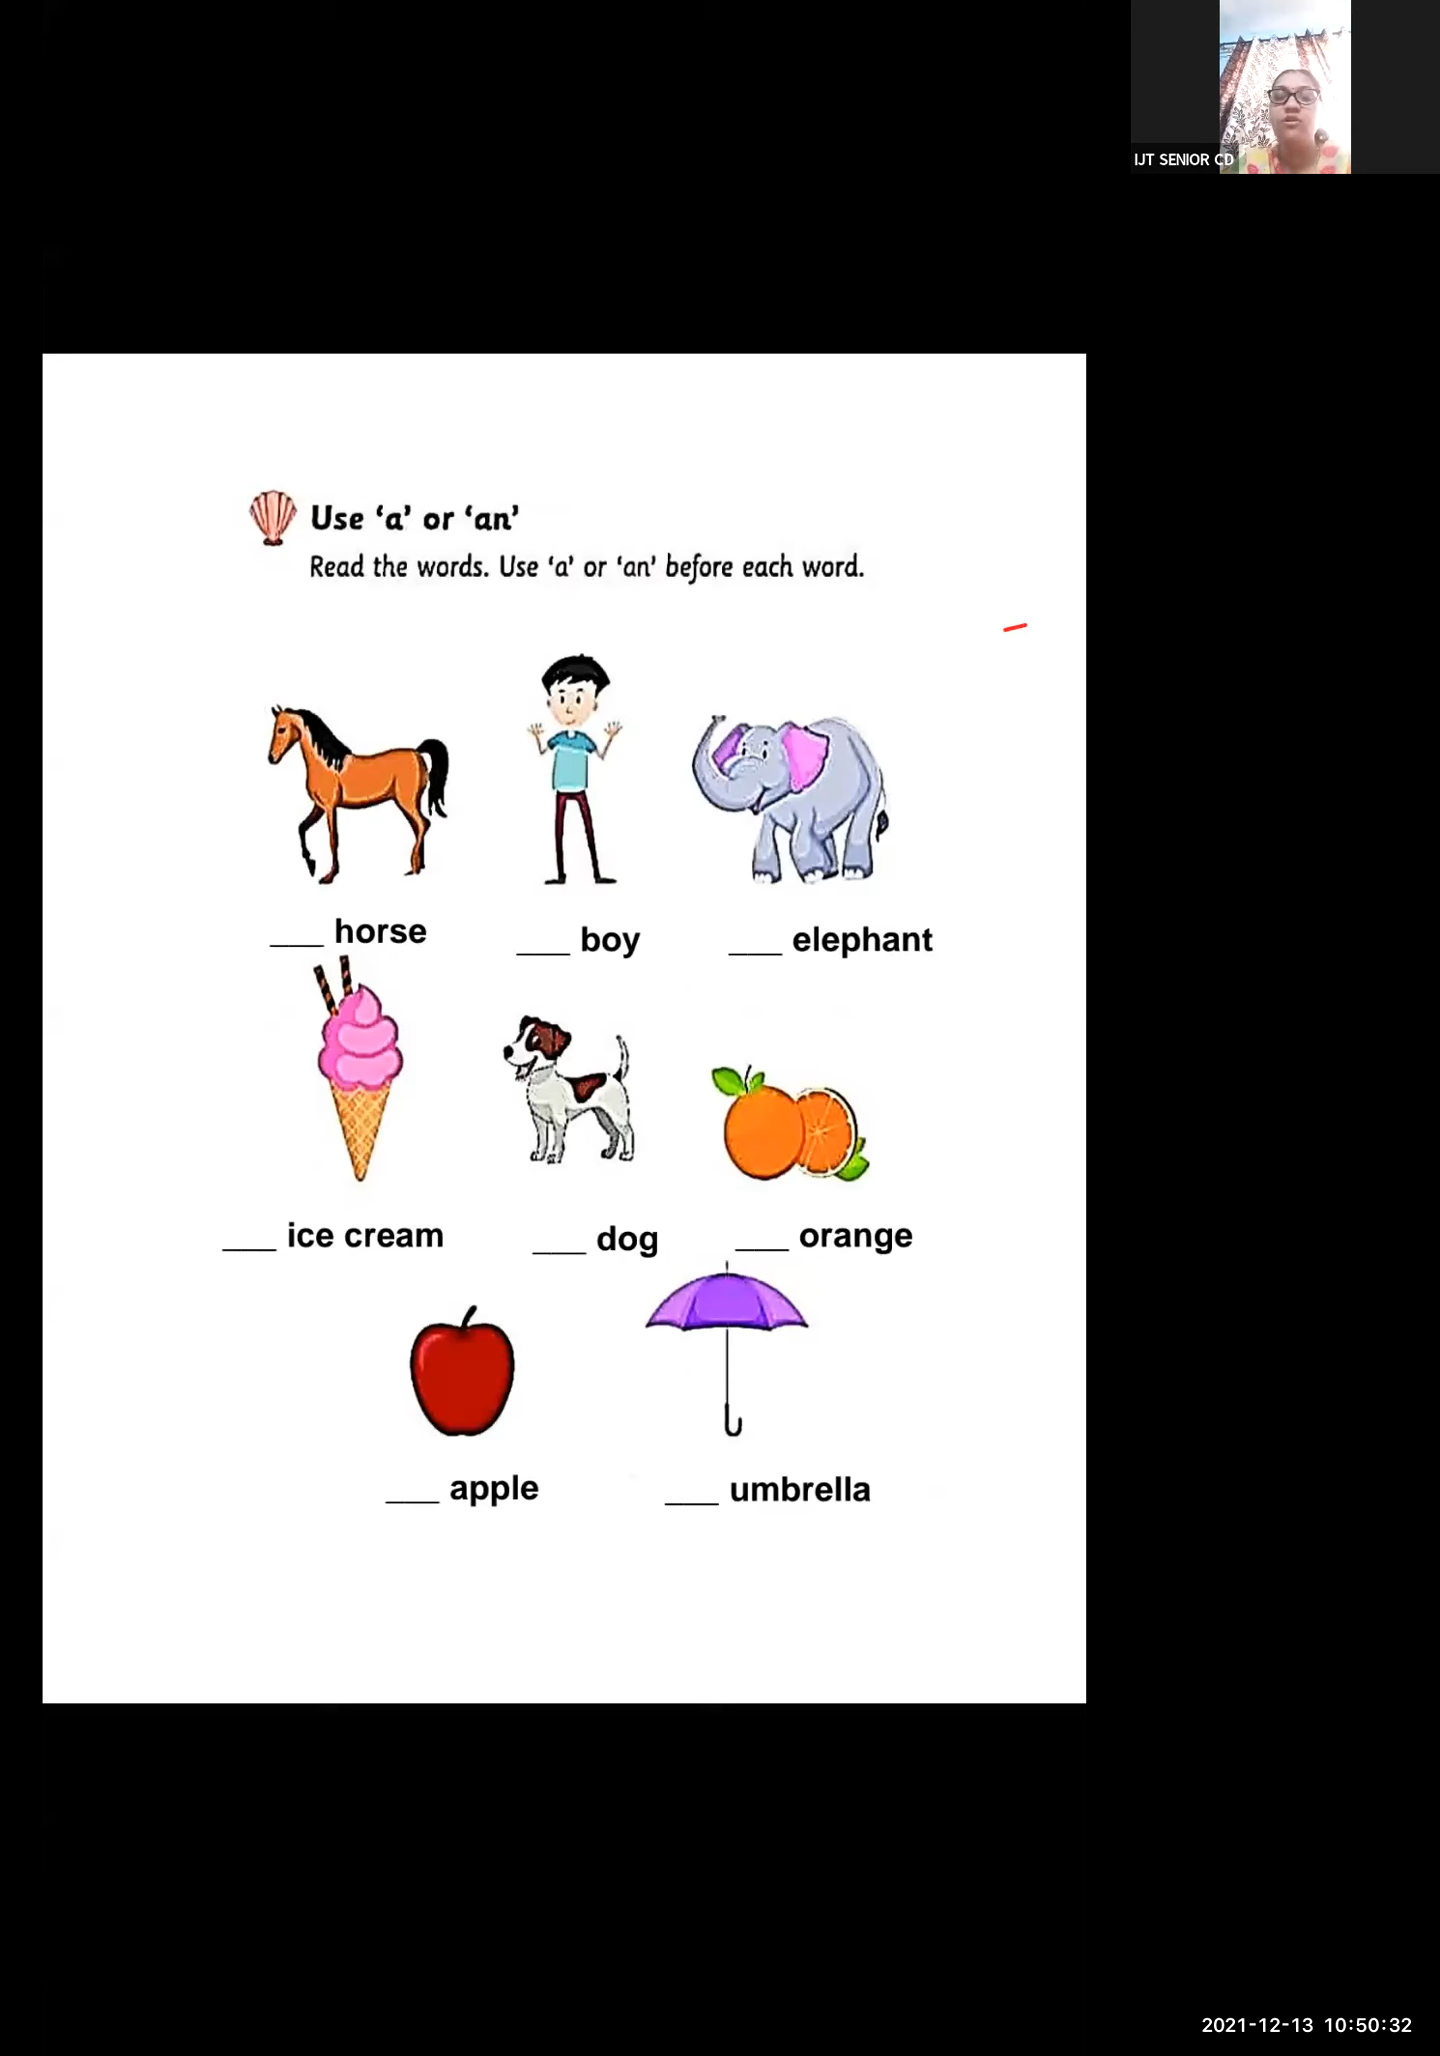 IJT SENIOR CD
Use ‘a’ or ‘an’
Read the words. Use ‘a’ or ‘an’ before each word.
___ horse ___ boy ___ elephant
___ ice cream ___ dog ___ orange
___ apple ___ umbrella
2021-12-13 10:50:32